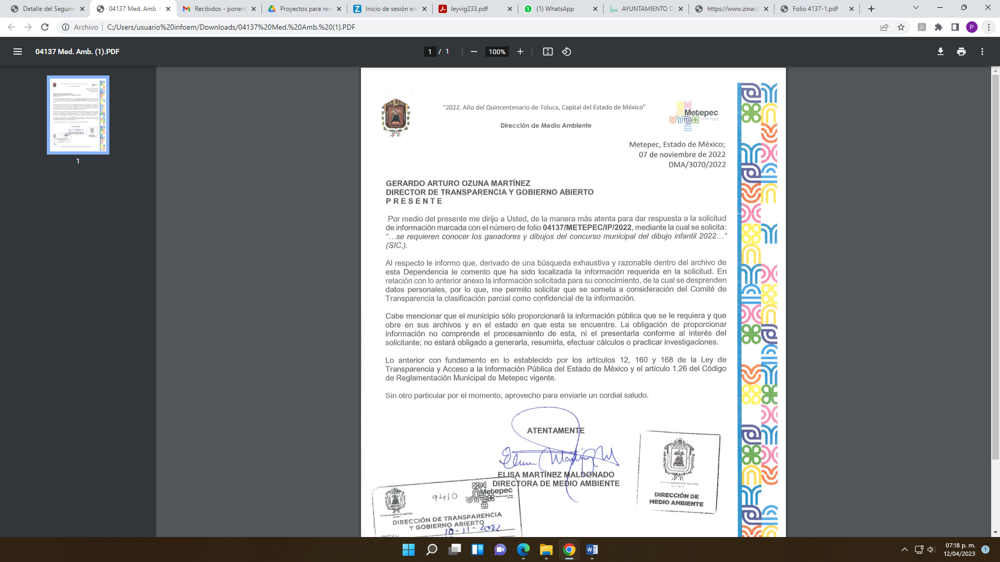 Detalle del Seguim
04137 Med. Amb. (
Recibidos - ponenc
Proyectos para rev
Inicio de sesión en
leyvig233.pdf
(1) WhatsApp
AYUNTAMIENTO D
https://www.zinaca
Folio 4137-1.pdf
Archivo C:/Users/usuario%20infoem/Downloads/04137%20Med.%20Amb.%20(1).PDF
P
04137 Med. Amb. (1).PDF
1 / 1
100%
1
"2022. Año del Quincentenario de Toluca, Capital del Estado de México"
Metepec
Dirección de Medio Ambiente
Metepec, Estado de México;
07 de noviembre de 2022
DMA/3070/2022
GERARDO ARTURO OZUNA MARTÍNEZ
DIRECTOR DE TRANSPARENCIA Y GOBIERNO ABIERTO
P R E S E N T E
Por medio del presente me dirijo a Usted, de la manera más atenta para dar respuesta a la solicitud
de información marcada con el número de folio 04137/METEPEC/IP/2022, mediante la cual se solicita:
"…se requieren conocer los ganadores y dibujos del concurso municipal del dibujo infantil 2022…"
(SIC.).
Al respecto le informo que, derivado de una búsqueda exhaustiva y razonable dentro del archivo de
esta Dependencia le comento que ha sido localizada la información requerida en la solicitud. En
relación con lo anterior anexo la información solicitada para su conocimiento, de la cual se desprenden
datos personales, por lo que, me permito solicitar que se someta a consideración del Comité de
Transparencia la clasificación parcial como confidencial de la información.
Cabe mencionar que el municipio sólo proporcionará la información pública que se le requiera y que
obre en sus archivos y en el estado en que esta se encuentre. La obligación de proporcionar
información no comprende el procesamiento de esta, ni el presentarla conforme al interés del
solicitante; no estará obligado a generarla, resumirla, efectuar cálculos o practicar investigaciones.
Lo anterior con fundamento en lo establecido por los artículos 12, 160 y 168 de la Ley de
Transparencia y Acceso a la Información Pública del Estado de México y el artículo 1.26 del Código
de Reglamentación Municipal de Metepec vigente.
Sin otro particular por el momento, aprovecho para enviarle un cordial saludo.
ATENTAMENTE
ELISA MARTÍNEZ MALDONADO
DIRECTORA DE MEDIO AMBIENTE
DIRECCIÓN DE
MEDIO AMBIENTE
9410
Metepec
DIRECCIÓN DE TRANSPARENCIA
Y GOBIERNO ABIERTO
10-11-2022
07:18 p. m.
12/04/2023
1